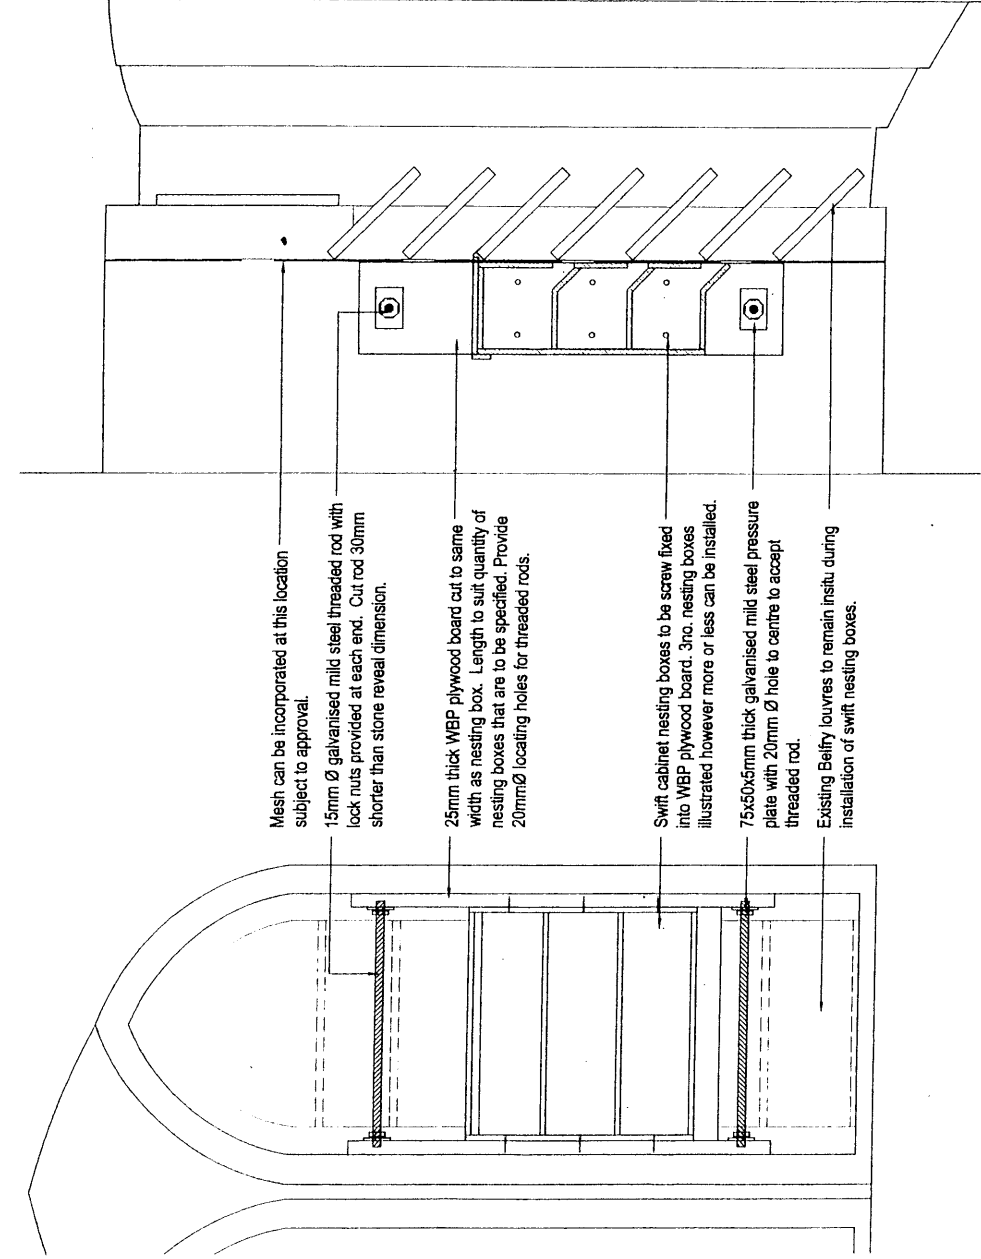 Mesh can be incorporated at this location
subject to approval.
15mm Ø galvanised mild steel threaded rod with
lock nuts provided at each end. Cut rod 30mm
shorter than stone reveal dimension.
25mm thick WBP plywood board cut to same
width as nesting box. Length to suit quantity of
nesting boxes that are to be specified. Provide
20mmØ locating holes for threaded rods.
Swift cabinet nesting boxes to be screw fixed
into WBP plywood board. 3no. nesting boxes
illustrated however more or less can be installed.
75x50x5mm thick galvanised mild steel pressure
plate with 20mm Ø hole to centre to accept
threaded rod.
Existing Belfry louvres to remain insitu during
installation of swift nesting boxes.